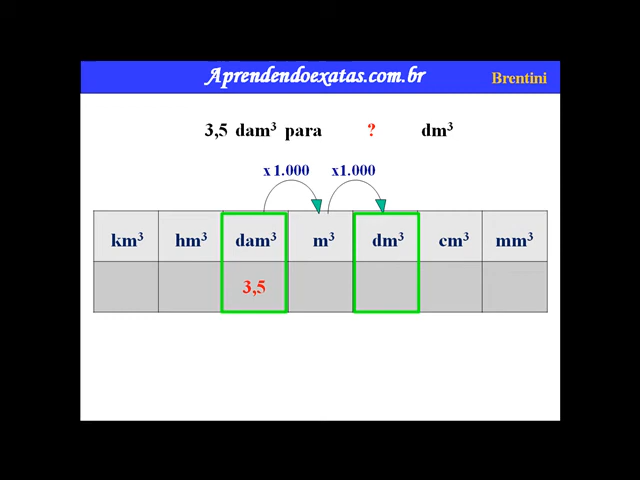 Aprendendoexatas.com.br
Brentini
3,5 dam³ para ? dm³
x 1.000 x1.000
km³ hm³ dam³ m³ dm³ cm³ mm³
3,5